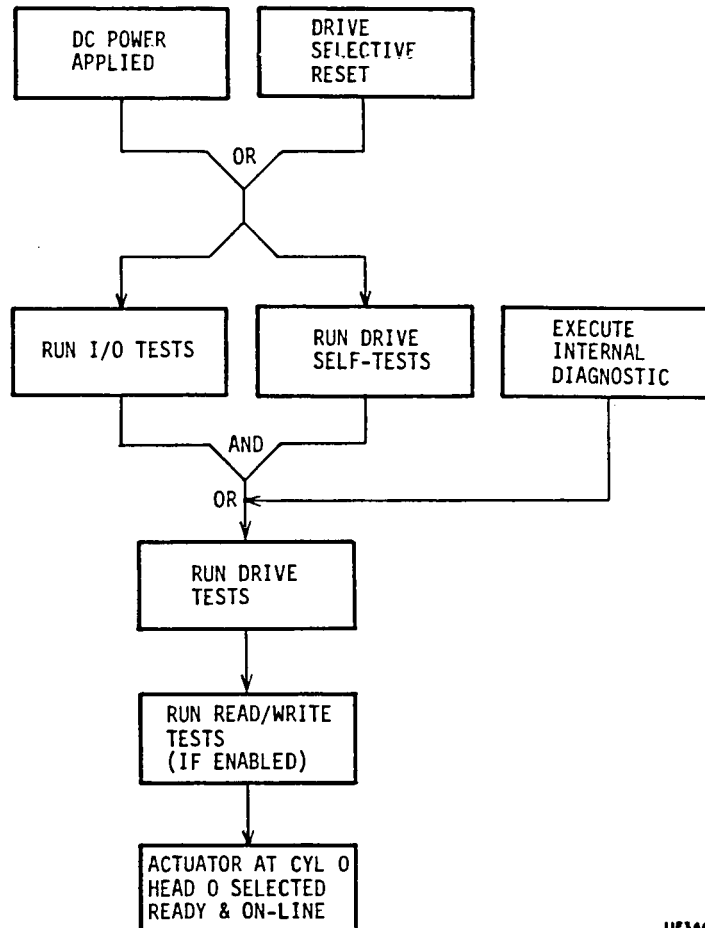 DC POWER
APPLIED
DRIVE
SELECTIVE
RESET
OR
RUN I/O TESTS
RUN DRIVE
SELF-TESTS
EXECUTE
INTERNAL
DIAGNOSTIC
AND
OR
RUN DRIVE
TESTS
RUN READ/WRITE
TESTS
(IF ENABLED)
ACTUATOR AT CYL 0
HEAD 0 SELECTED
READY & ON-LINE